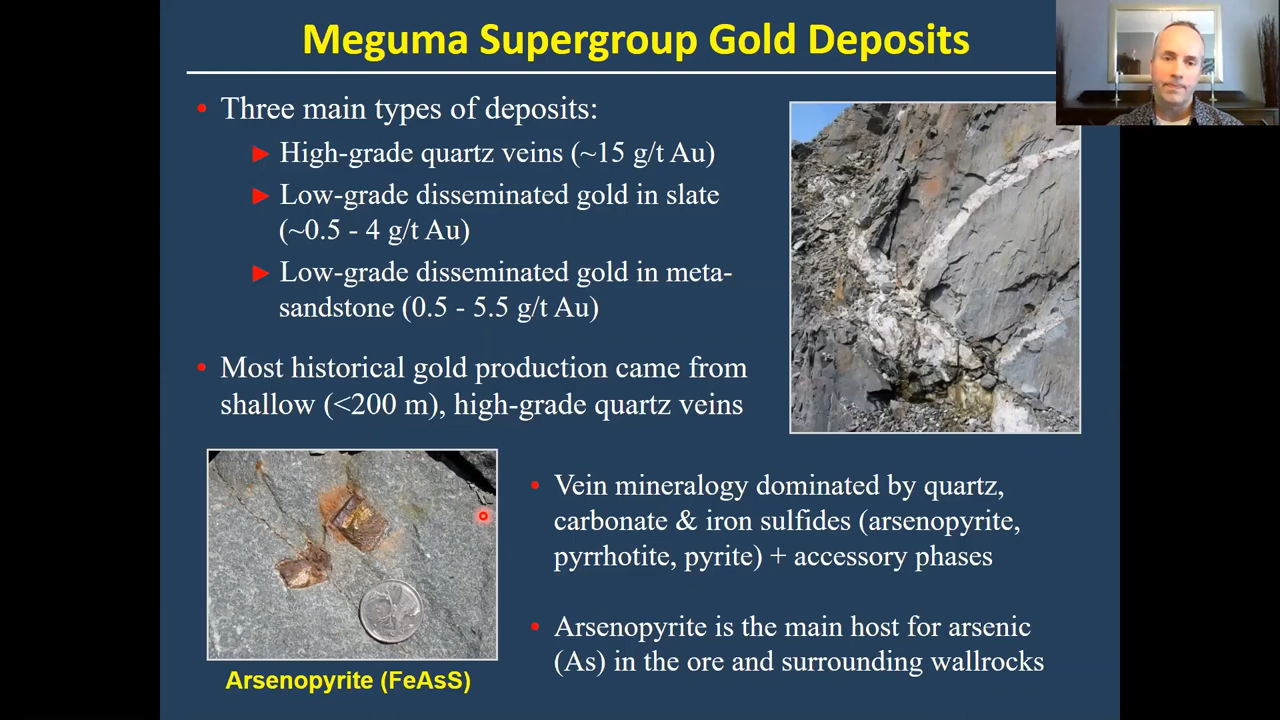 Meguma Supergroup Gold Deposits
• Three main types of deposits:
► High-grade quartz veins (~15 g/t Au)
► Low-grade disseminated gold in slate
(~0.5 - 4 g/t Au)
► Low-grade disseminated gold in meta-
sandstone (0.5 - 5.5 g/t Au)
• Most historical gold production came from
shallow (<200 m), high-grade quartz veins
• Vein mineralogy dominated by quartz,
carbonate & iron sulfides (arsenopyrite,
pyrrhotite, pyrite) + accessory phases
• Arsenopyrite is the main host for arsenic
(As) in the ore and surrounding wallrocks
Arsenopyrite (FeAsS)